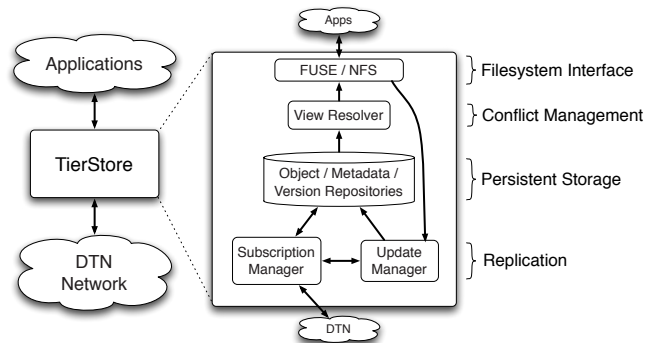 Applications
TierStore
DTN
Network
Apps
FUSE / NFS
View Resolver
Object / Metadata /
Version Repositories
Subscription
Manager
Update
Manager
DTN
Filesystem Interface
Conflict Management
Persistent Storage
Replication